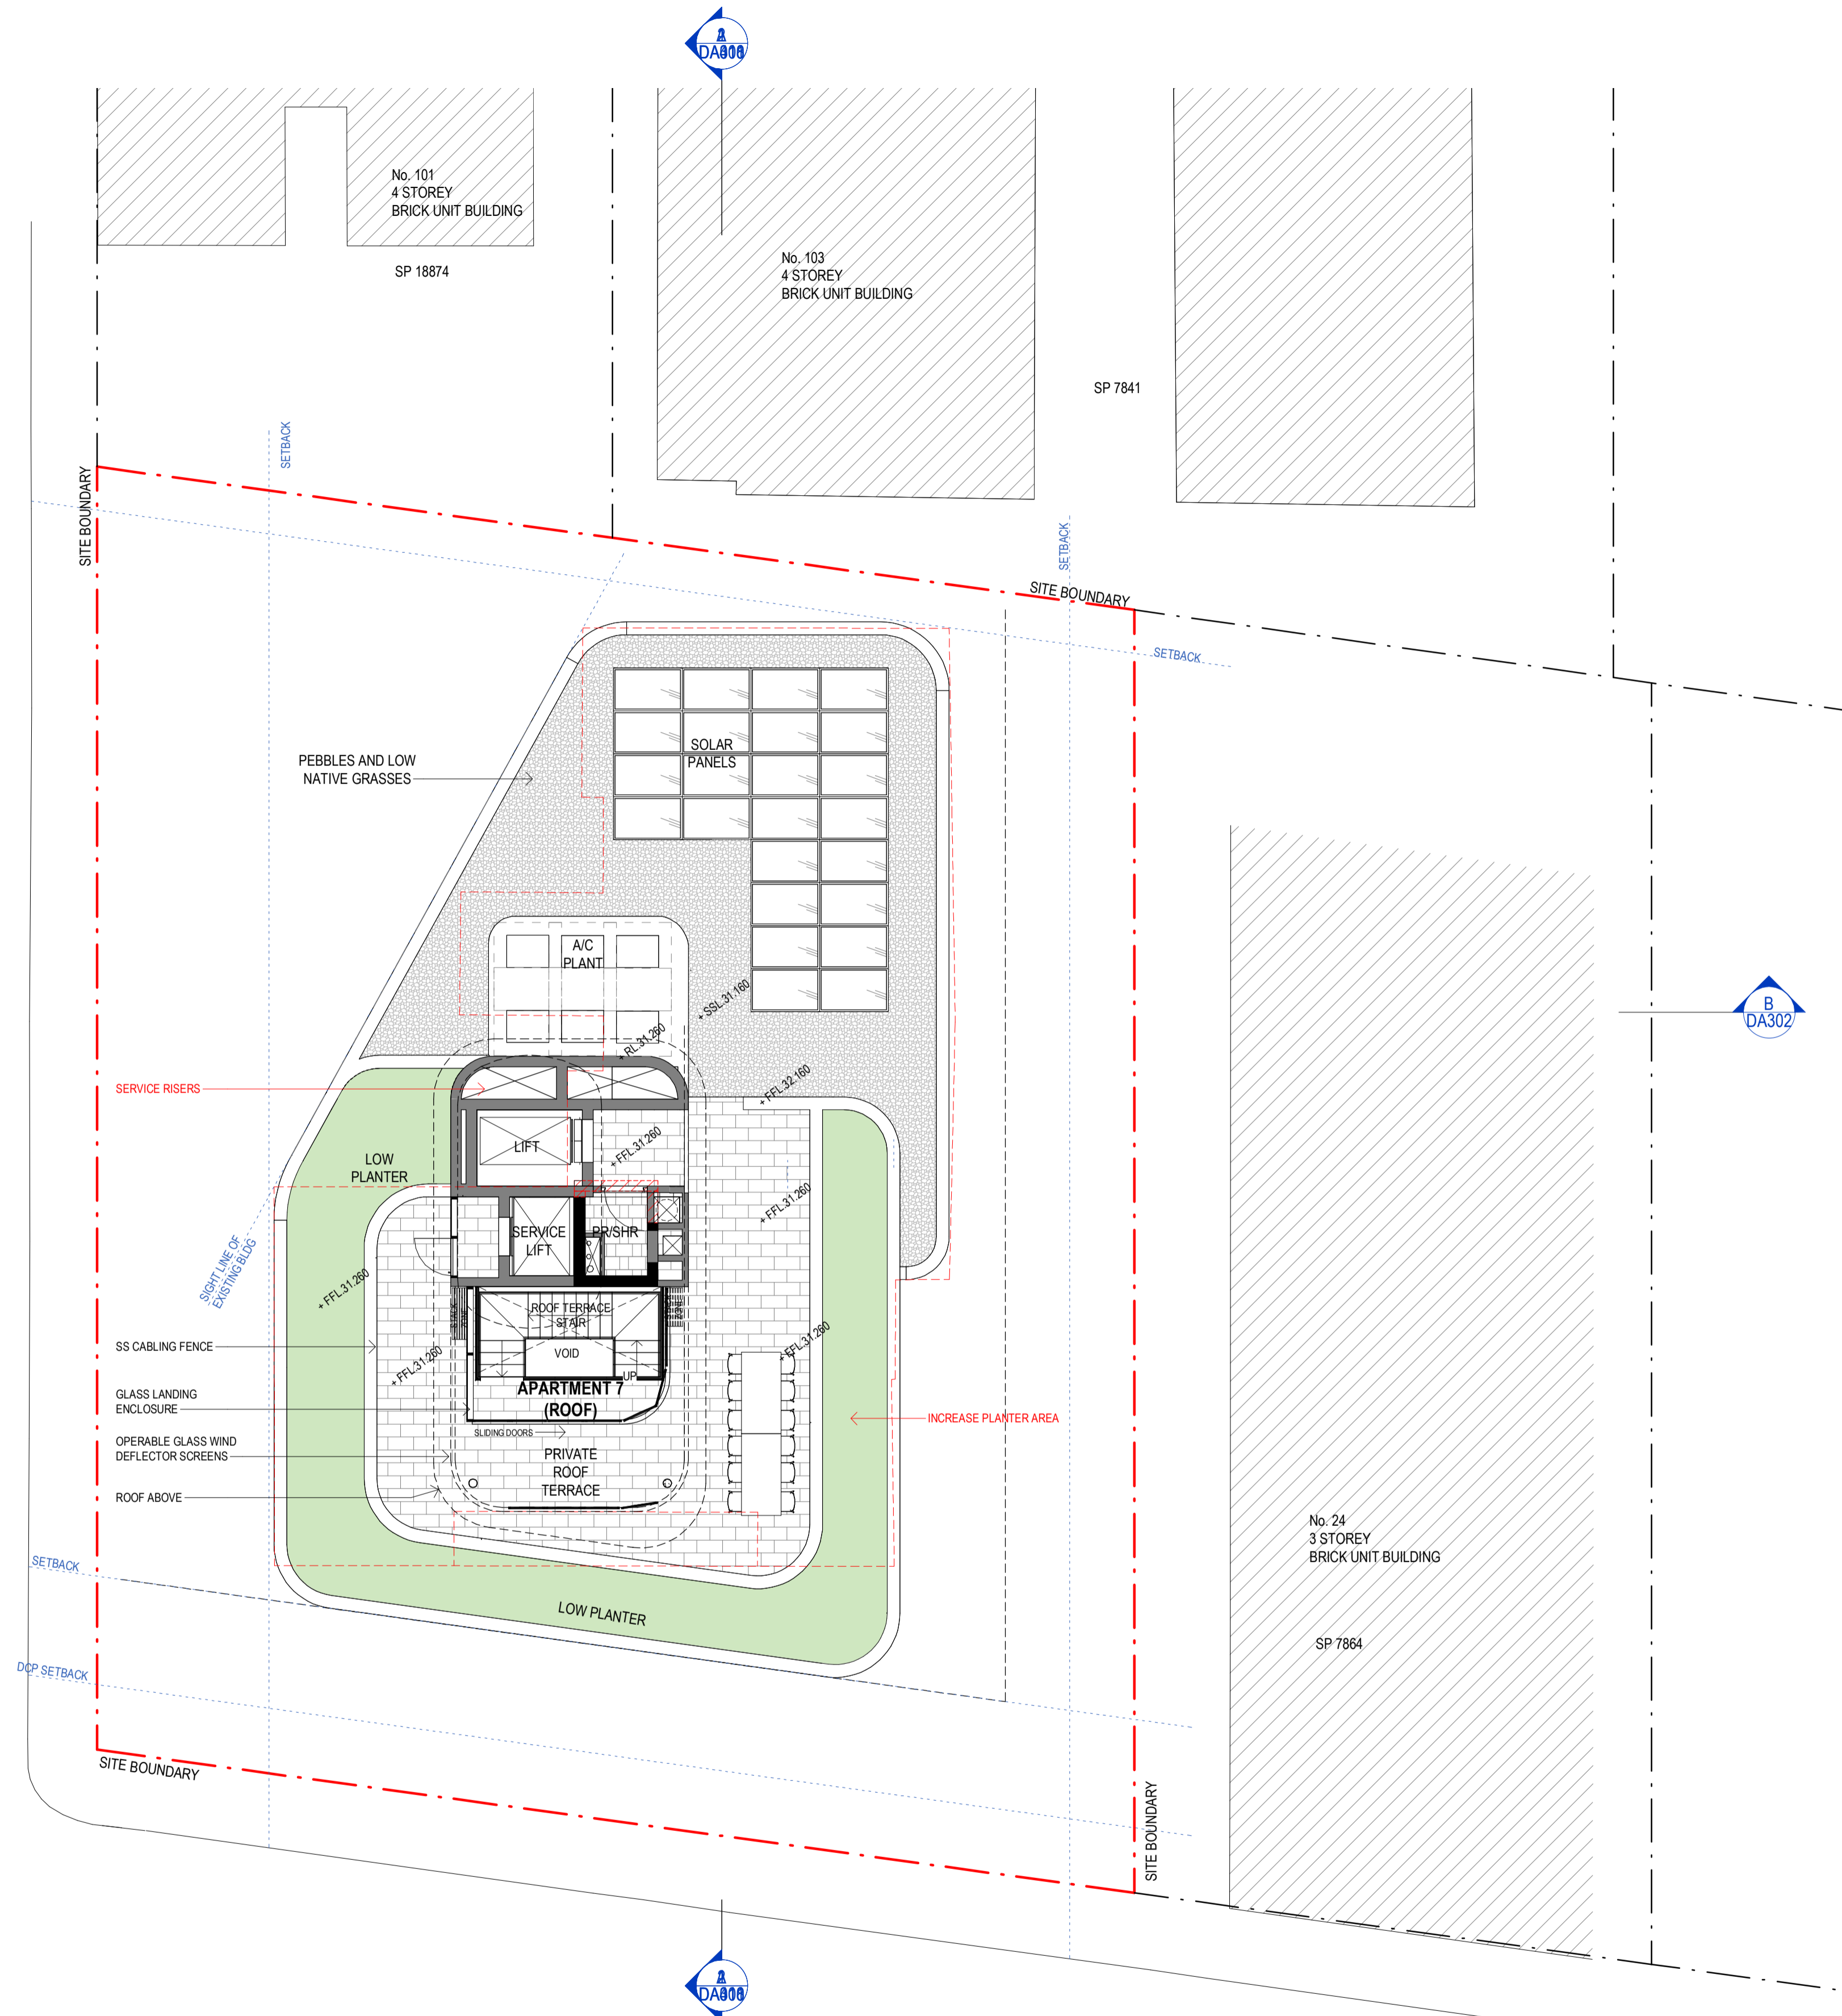 No. 101
4 STOREY
BRICK UNIT BUILDING
SP 18874
No. 103
4 STOREY
BRICK UNIT BUILDING
SP 7841
SETBACK
SITE BOUNDARY
SETBACK
SITE BOUNDARY
SETBACK
PEBBLES AND LOW
NATIVE GRASSES
SOLAR
PANELS
A/C
PLANT
+ SSL.31.160
+ RL.31.260
B
DA302
SERVICE RISERS
+ FFL.32.160
LIFT
+ FFL.31.260
LOW
PLANTER
+ FFL.31.260
SERVICE
LIFT
PR/SHR
SIGHT LINE OF
EXISTING BLDG
+ FFL.31.260
ROOF TERRACE
STAIR
SS CABLING FENCE
VOID
+ FFL.31.260
+ FFL.31.260
UP
GLASS LANDING
ENCLOSURE
APARTMENT 7
(ROOF)
INCREASE PLANTER AREA
SLIDING DOORS
OPERABLE GLASS WIND
DEFLECTOR SCREENS
PRIVATE
ROOF
TERRACE
ROOF ABOVE
No. 24
3 STOREY
BRICK UNIT BUILDING
SETBACK
LOW PLANTER
SP 7864
DCP SETBACK
SITE BOUNDARY
SITE BOUNDARY